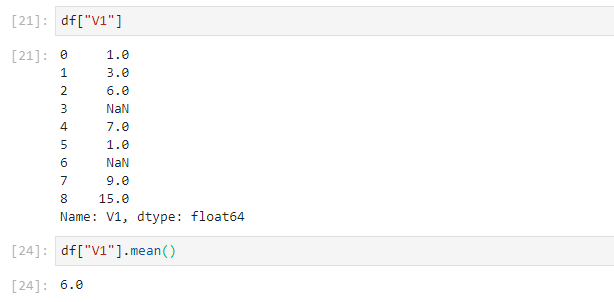 [21]: df["V1"]
[21]: 0     1.0
1     3.0
2     6.0
3     NaN
4     7.0
5     1.0
6     NaN
7     9.0
8    15.0
Name: V1, dtype: float64
[24]: df["V1"].mean()
[24]: 6.0